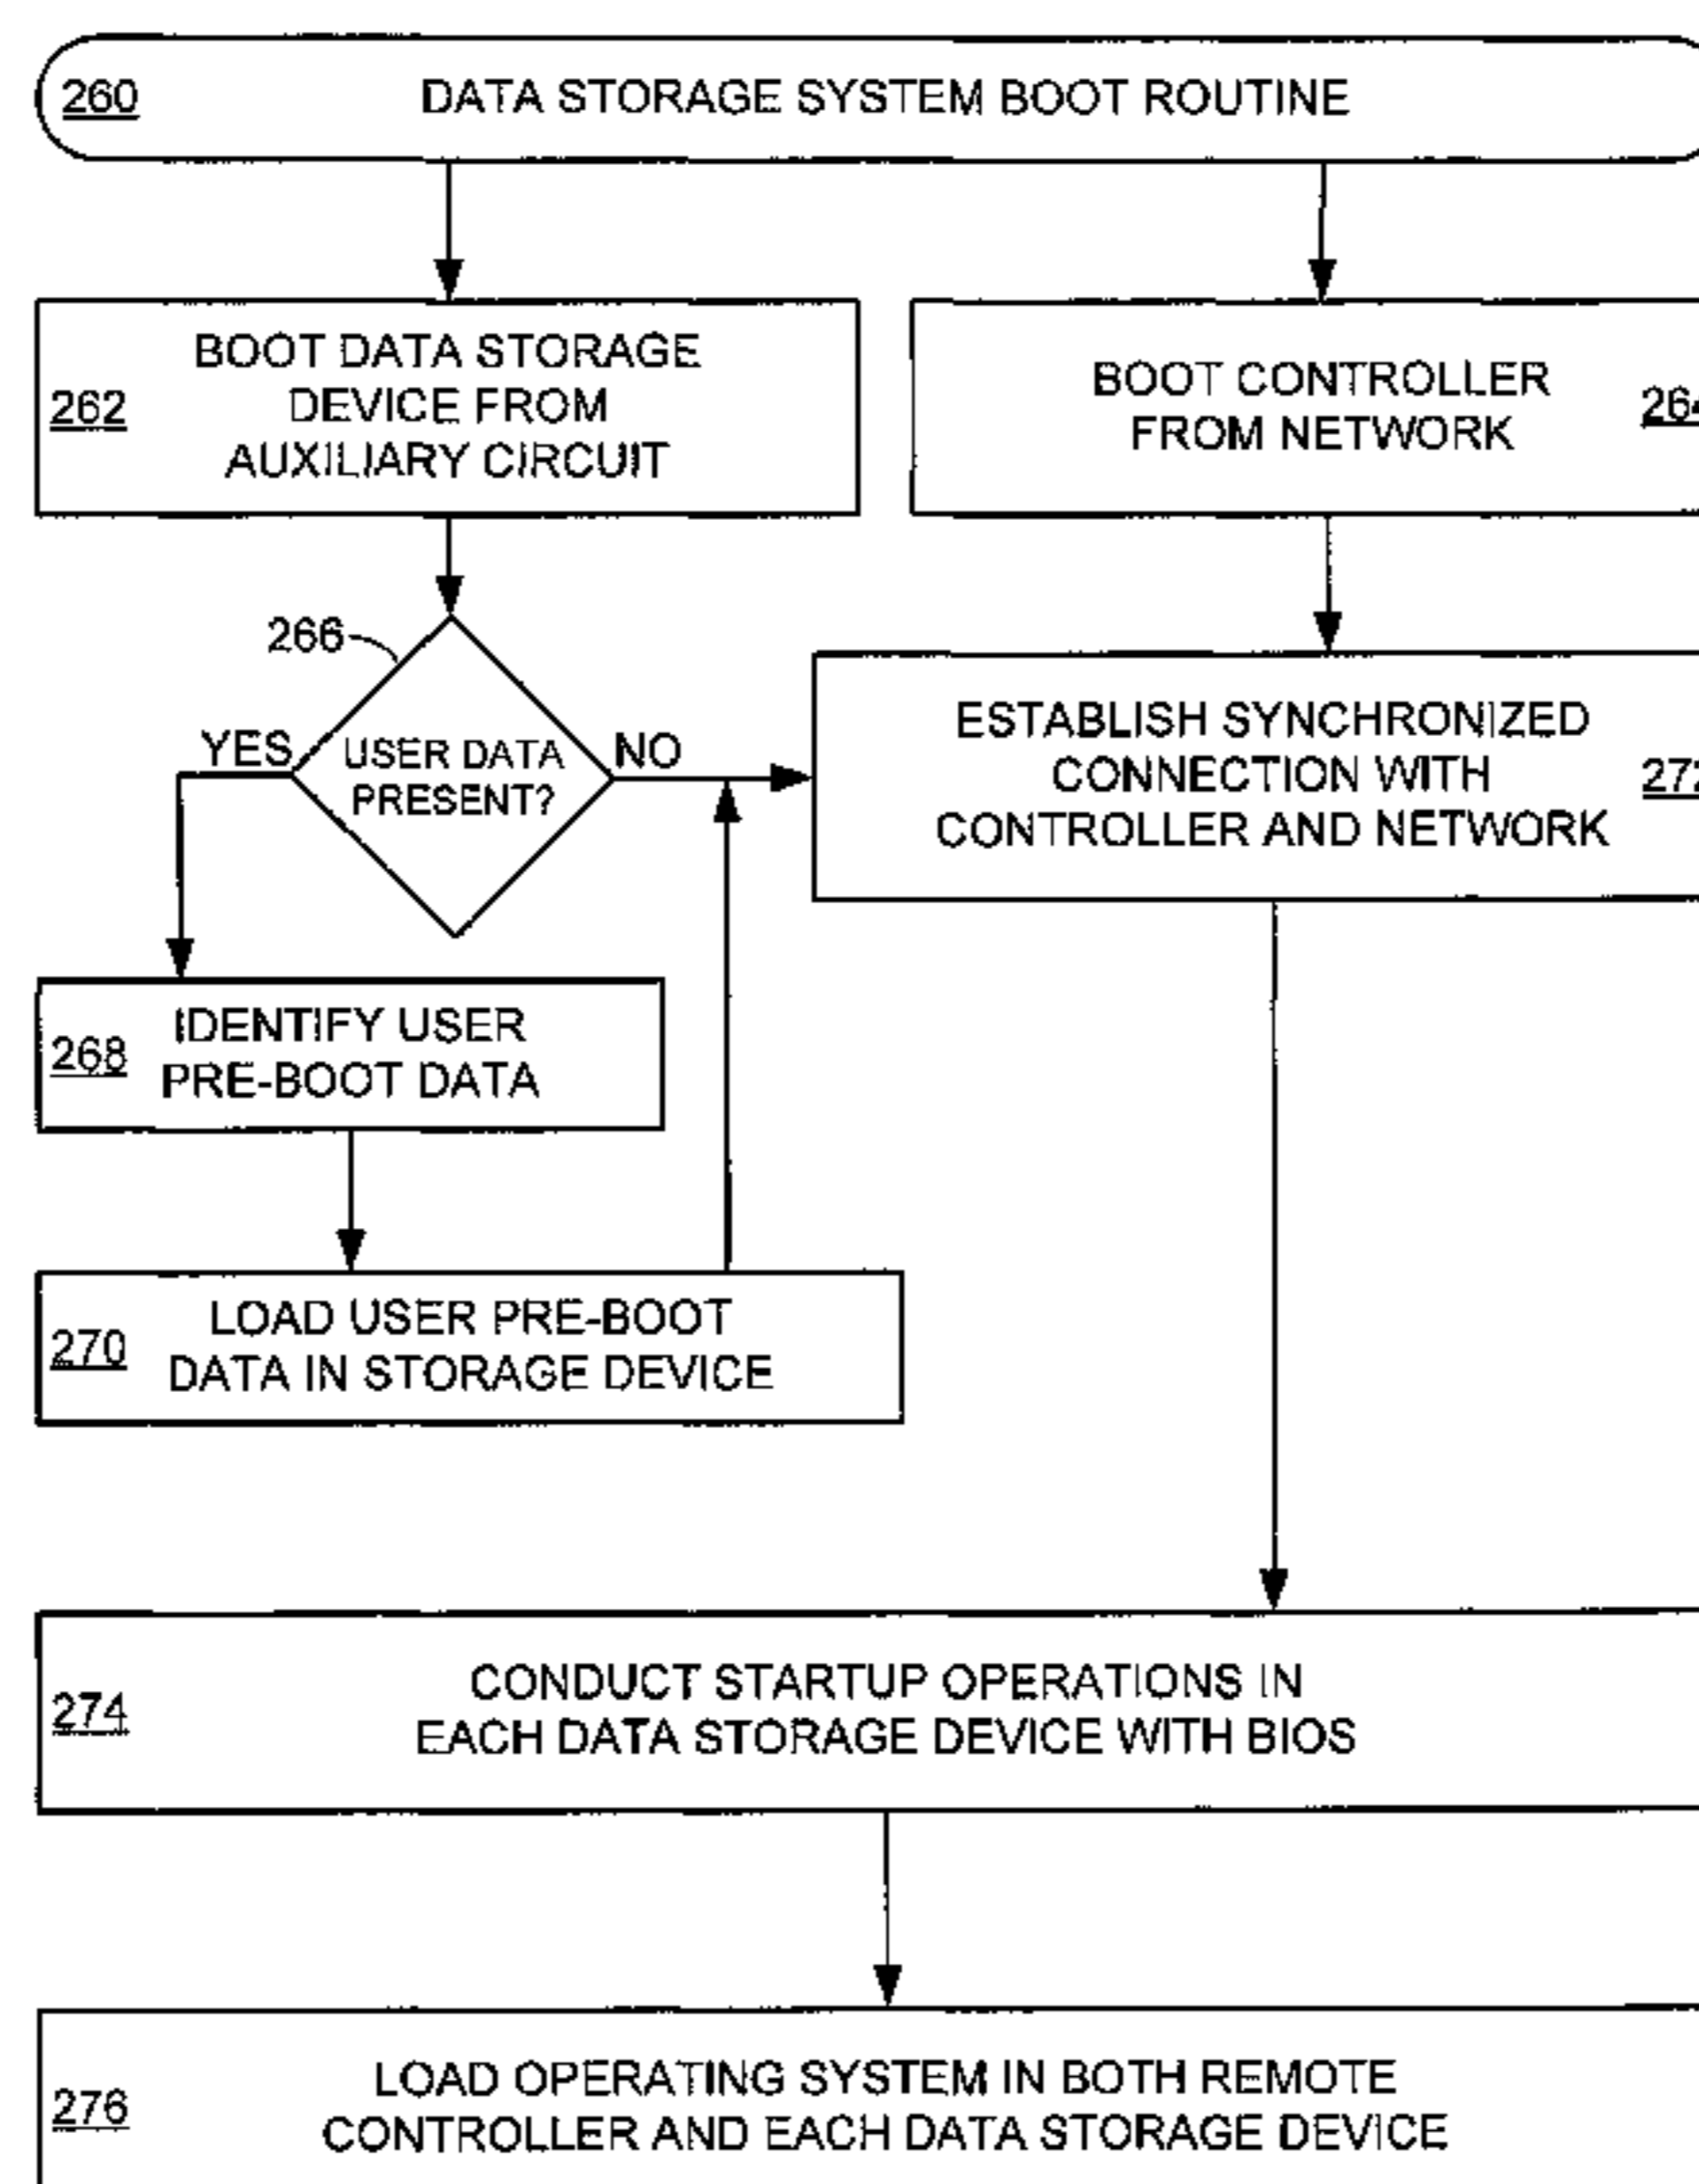 260 DATA STORAGE SYSTEM BOOT ROUTINE
BOOT DATA STORAGE
262 DEVICE FROM
AUXILIARY CIRCUIT
BOOT CONTROLLER
FROM NETWORK
264
266
YES
USER DATA
PRESENT?
NO
ESTABLISH SYNCHRONIZED
CONNECTION WITH
CONTROLLER AND NETWORK
272
268
IDENTIFY USER
PRE-BOOT DATA
270
LOAD USER PRE-BOOT
DATA IN STORAGE DEVICE
274
CONDUCT STARTUP OPERATIONS IN
EACH DATA STORAGE DEVICE WITH BIOS
276
LOAD OPERATING SYSTEM IN BOTH REMOTE
CONTROLLER AND EACH DATA STORAGE DEVICE